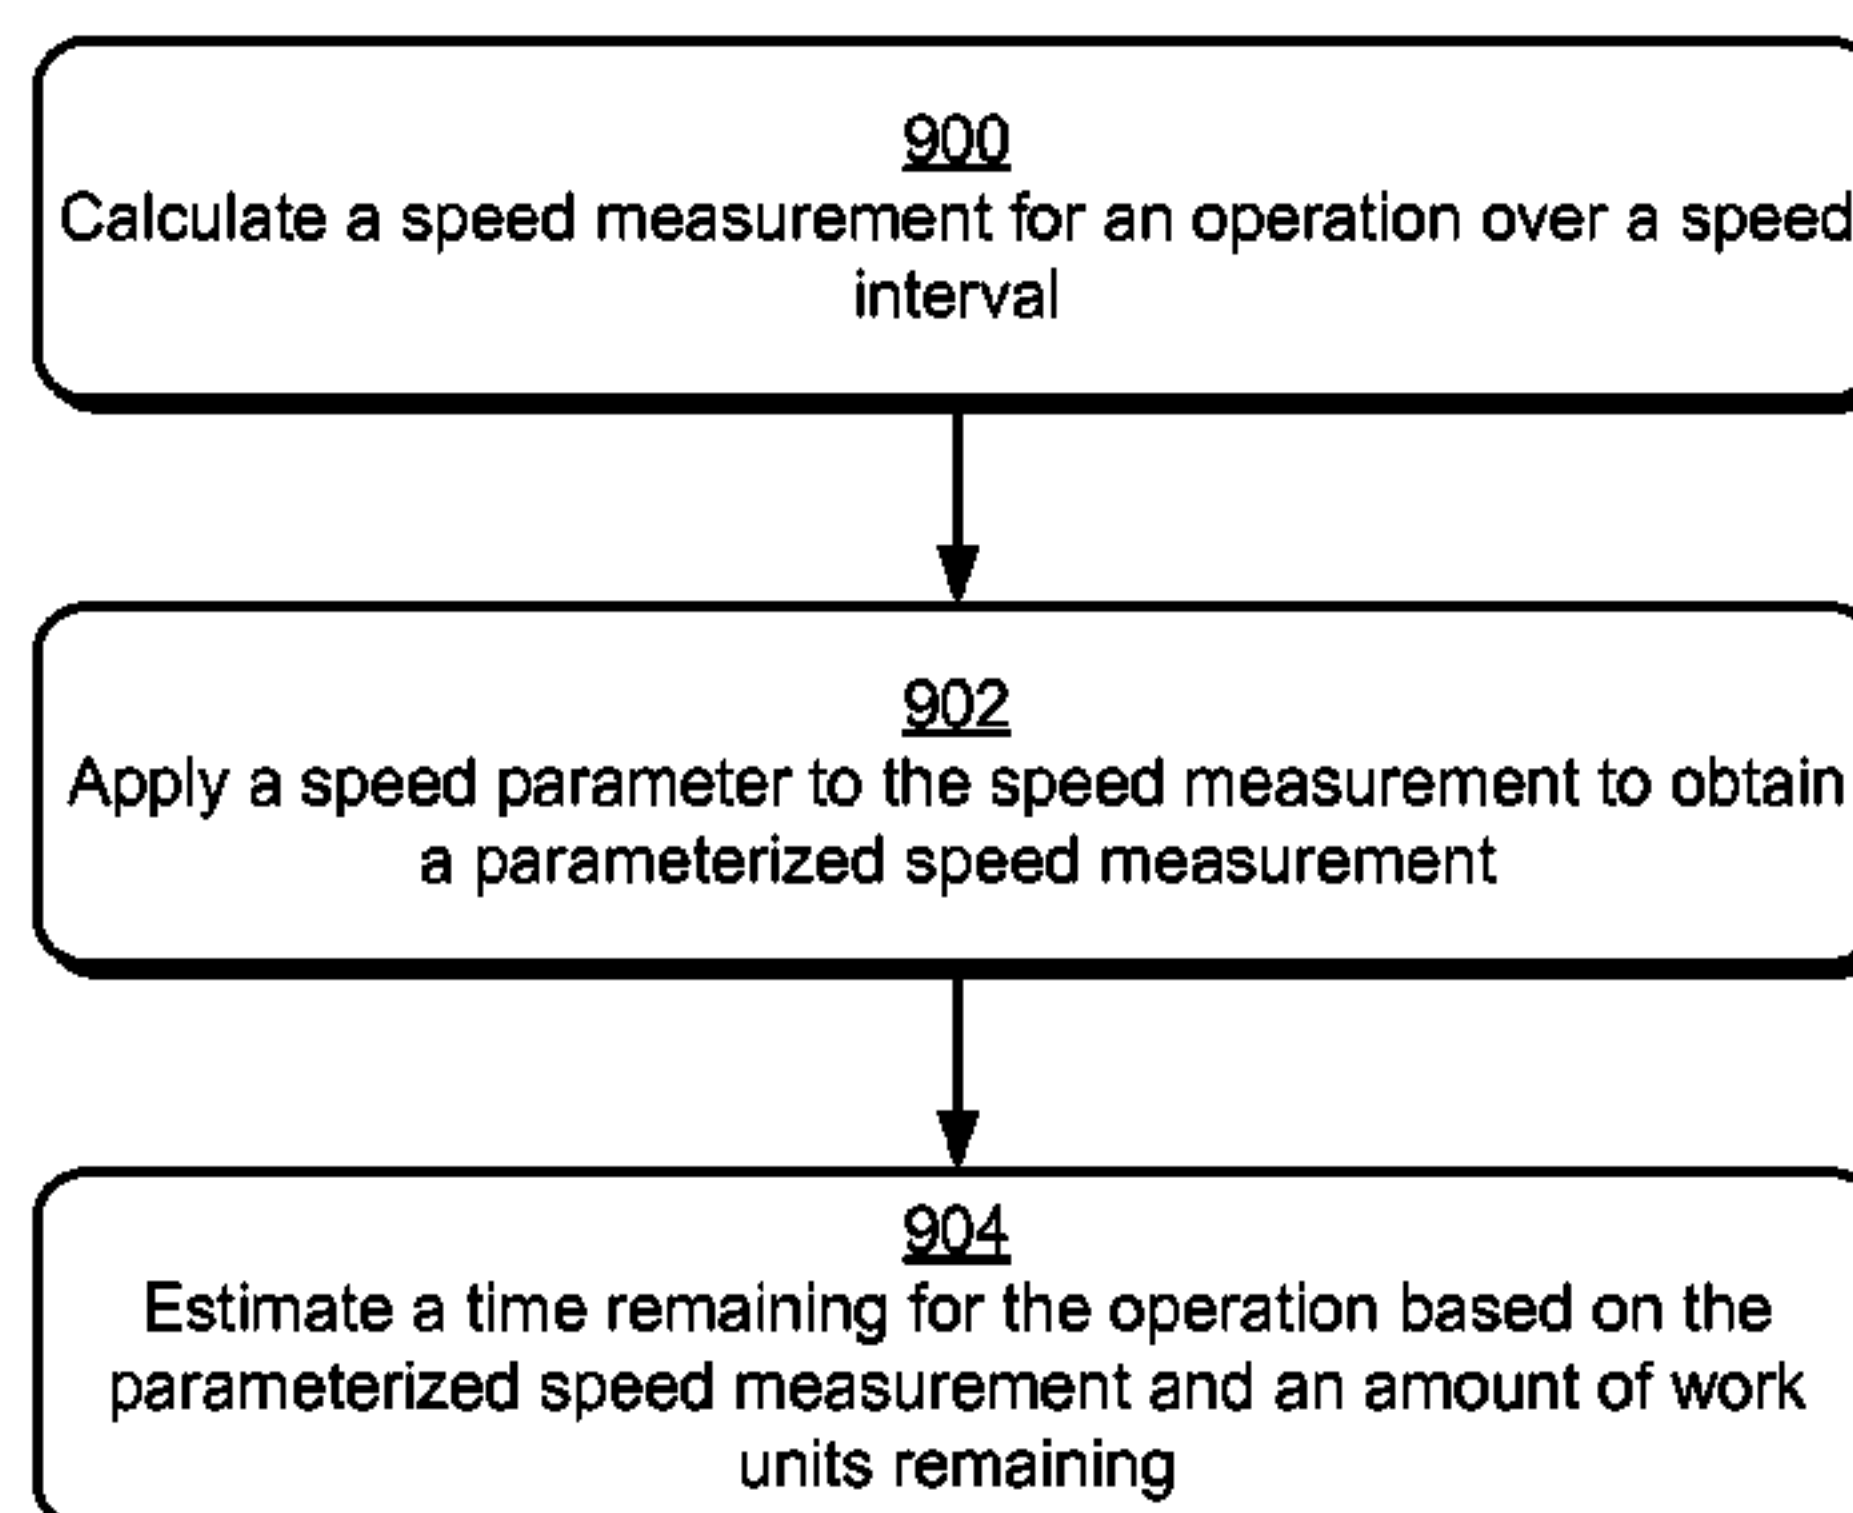 900
Calculate a speed measurement for an operation over a speed
interval
902
Apply a speed parameter to the speed measurement to obtain
a parameterized speed measurement
904
Estimate a time remaining for the operation based on the
parameterized speed measurement and an amount of work
units remaining